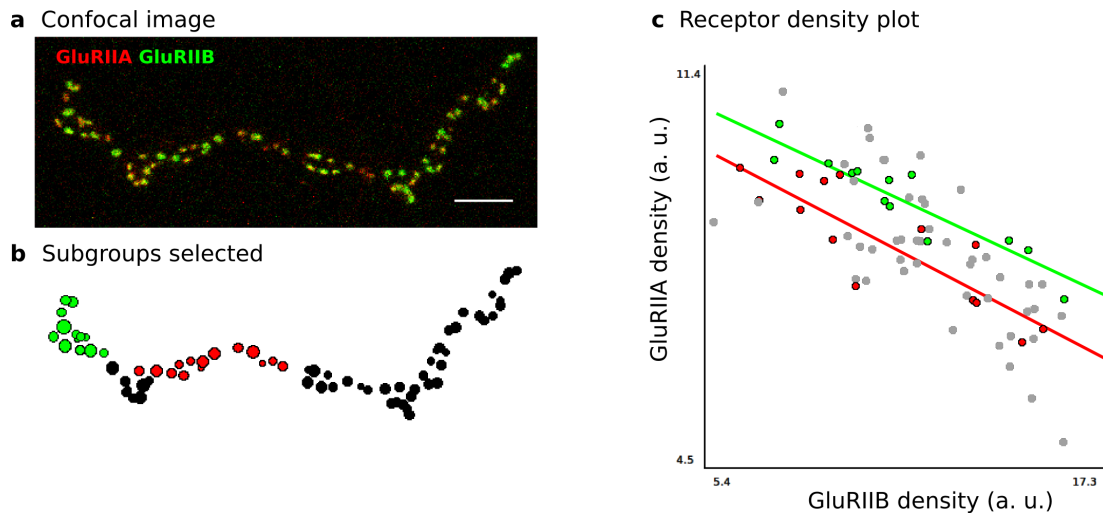 a Confocal image
GluRIIA GluRIIB
b Subgroups selected
c Receptor density plot
11.4
GluRIIA density (a. u.)
4.5
5.4
17.3
GluRIIB density (a. u.)